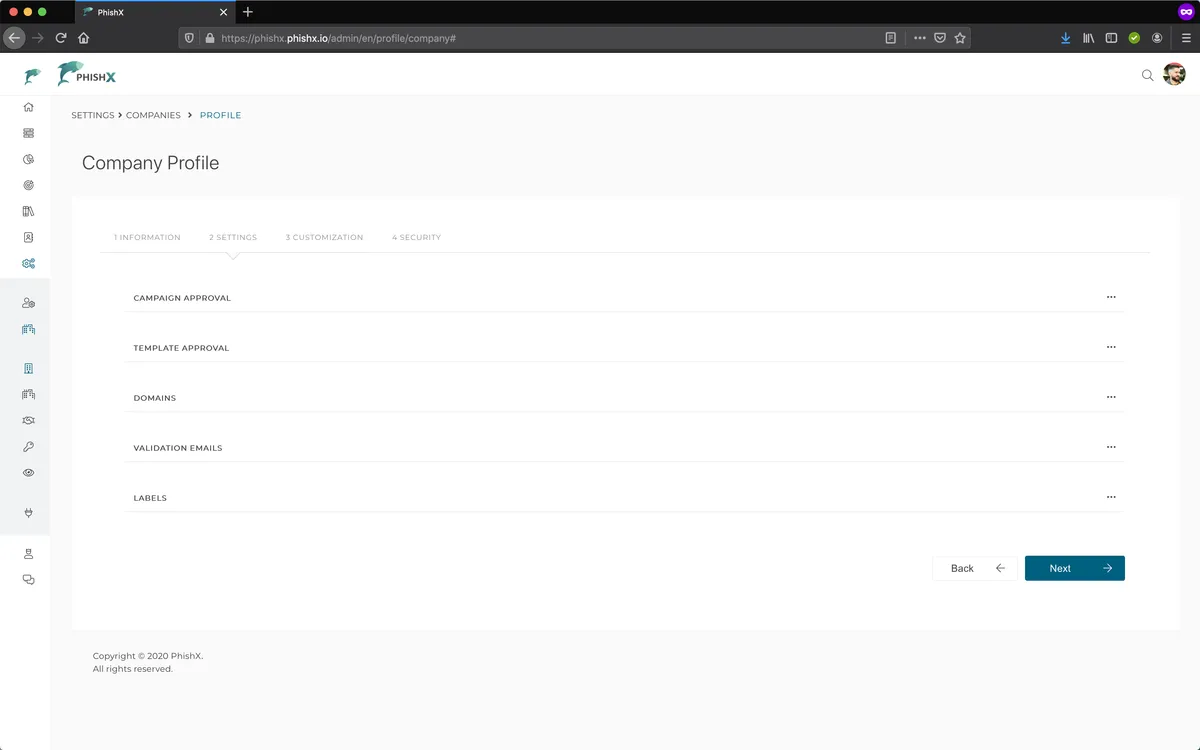 PhishX
https://phishx.phishx.io/admin/en/profile/company#
PHISHX
SETTINGS > COMPANIES > PROFILE
Company Profile
1 INFORMATION 2 SETTINGS 3 CUSTOMIZATION 4 SECURITY
CAMPAIGN APPROVAL
TEMPLATE APPROVAL
DOMAINS
VALIDATION EMAILS
LABELS
Back Next
Copyright © 2020 PhishX.
All rights reserved.